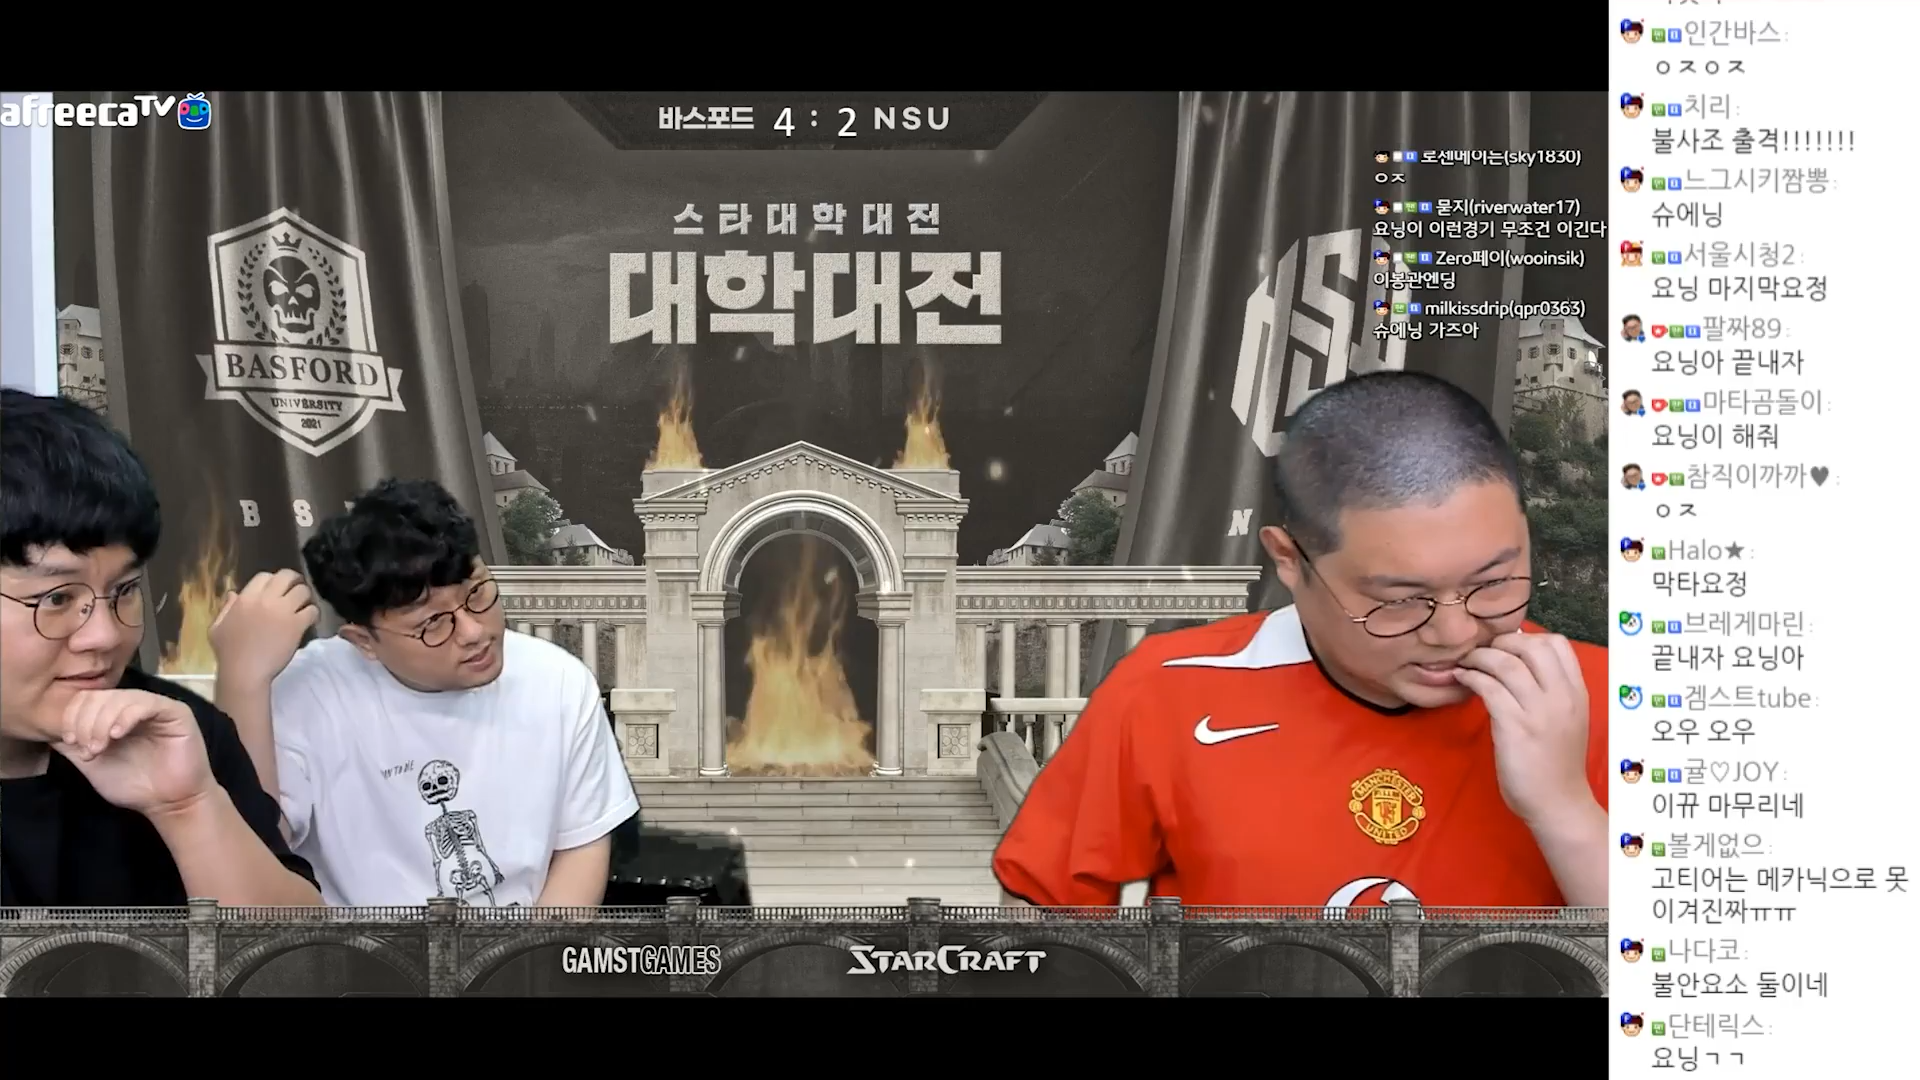 afreecaTV
바스포드 4 : 2 NSU
스타대학대전
대학대전
BASFORD
UNIVERSITY
2021
B S
N
로젠메이든(sky1830)
ㅇㅈ
묻지(riverwater17)
요닝이 이런경기 무조건 이긴다
Zero페이(wooinsik)
이봉관엔딩
milkissdrip(qpr0363)
슈에닝 가즈아
MANCHESTER
UNITED
GAMSTGAMES
STARCRAFT
인간바스:
ㅇㅈㅇㅈ
치리:
불사조 출격!!!!!!!
느그시키짬뽕:
슈에닝
서울시청2:
요닝 마지막요정
팔짜89:
요닝아 끝내자
마타곰돌이:
요닝이 해줘
참직이까까♥:
ㅇㅈ
Halo★:
막타요정
브레게마린:
끝내자 요닝아
겜스트tube:
오우 오우
귤♡JOY:
이뀨 마무리네
볼게없으:
고티어는 메카닉으로 못
이겨진짜ㅠㅠ
나다코:
불안요소 둘이네
단테릭스:
요닝ㄱㄱ